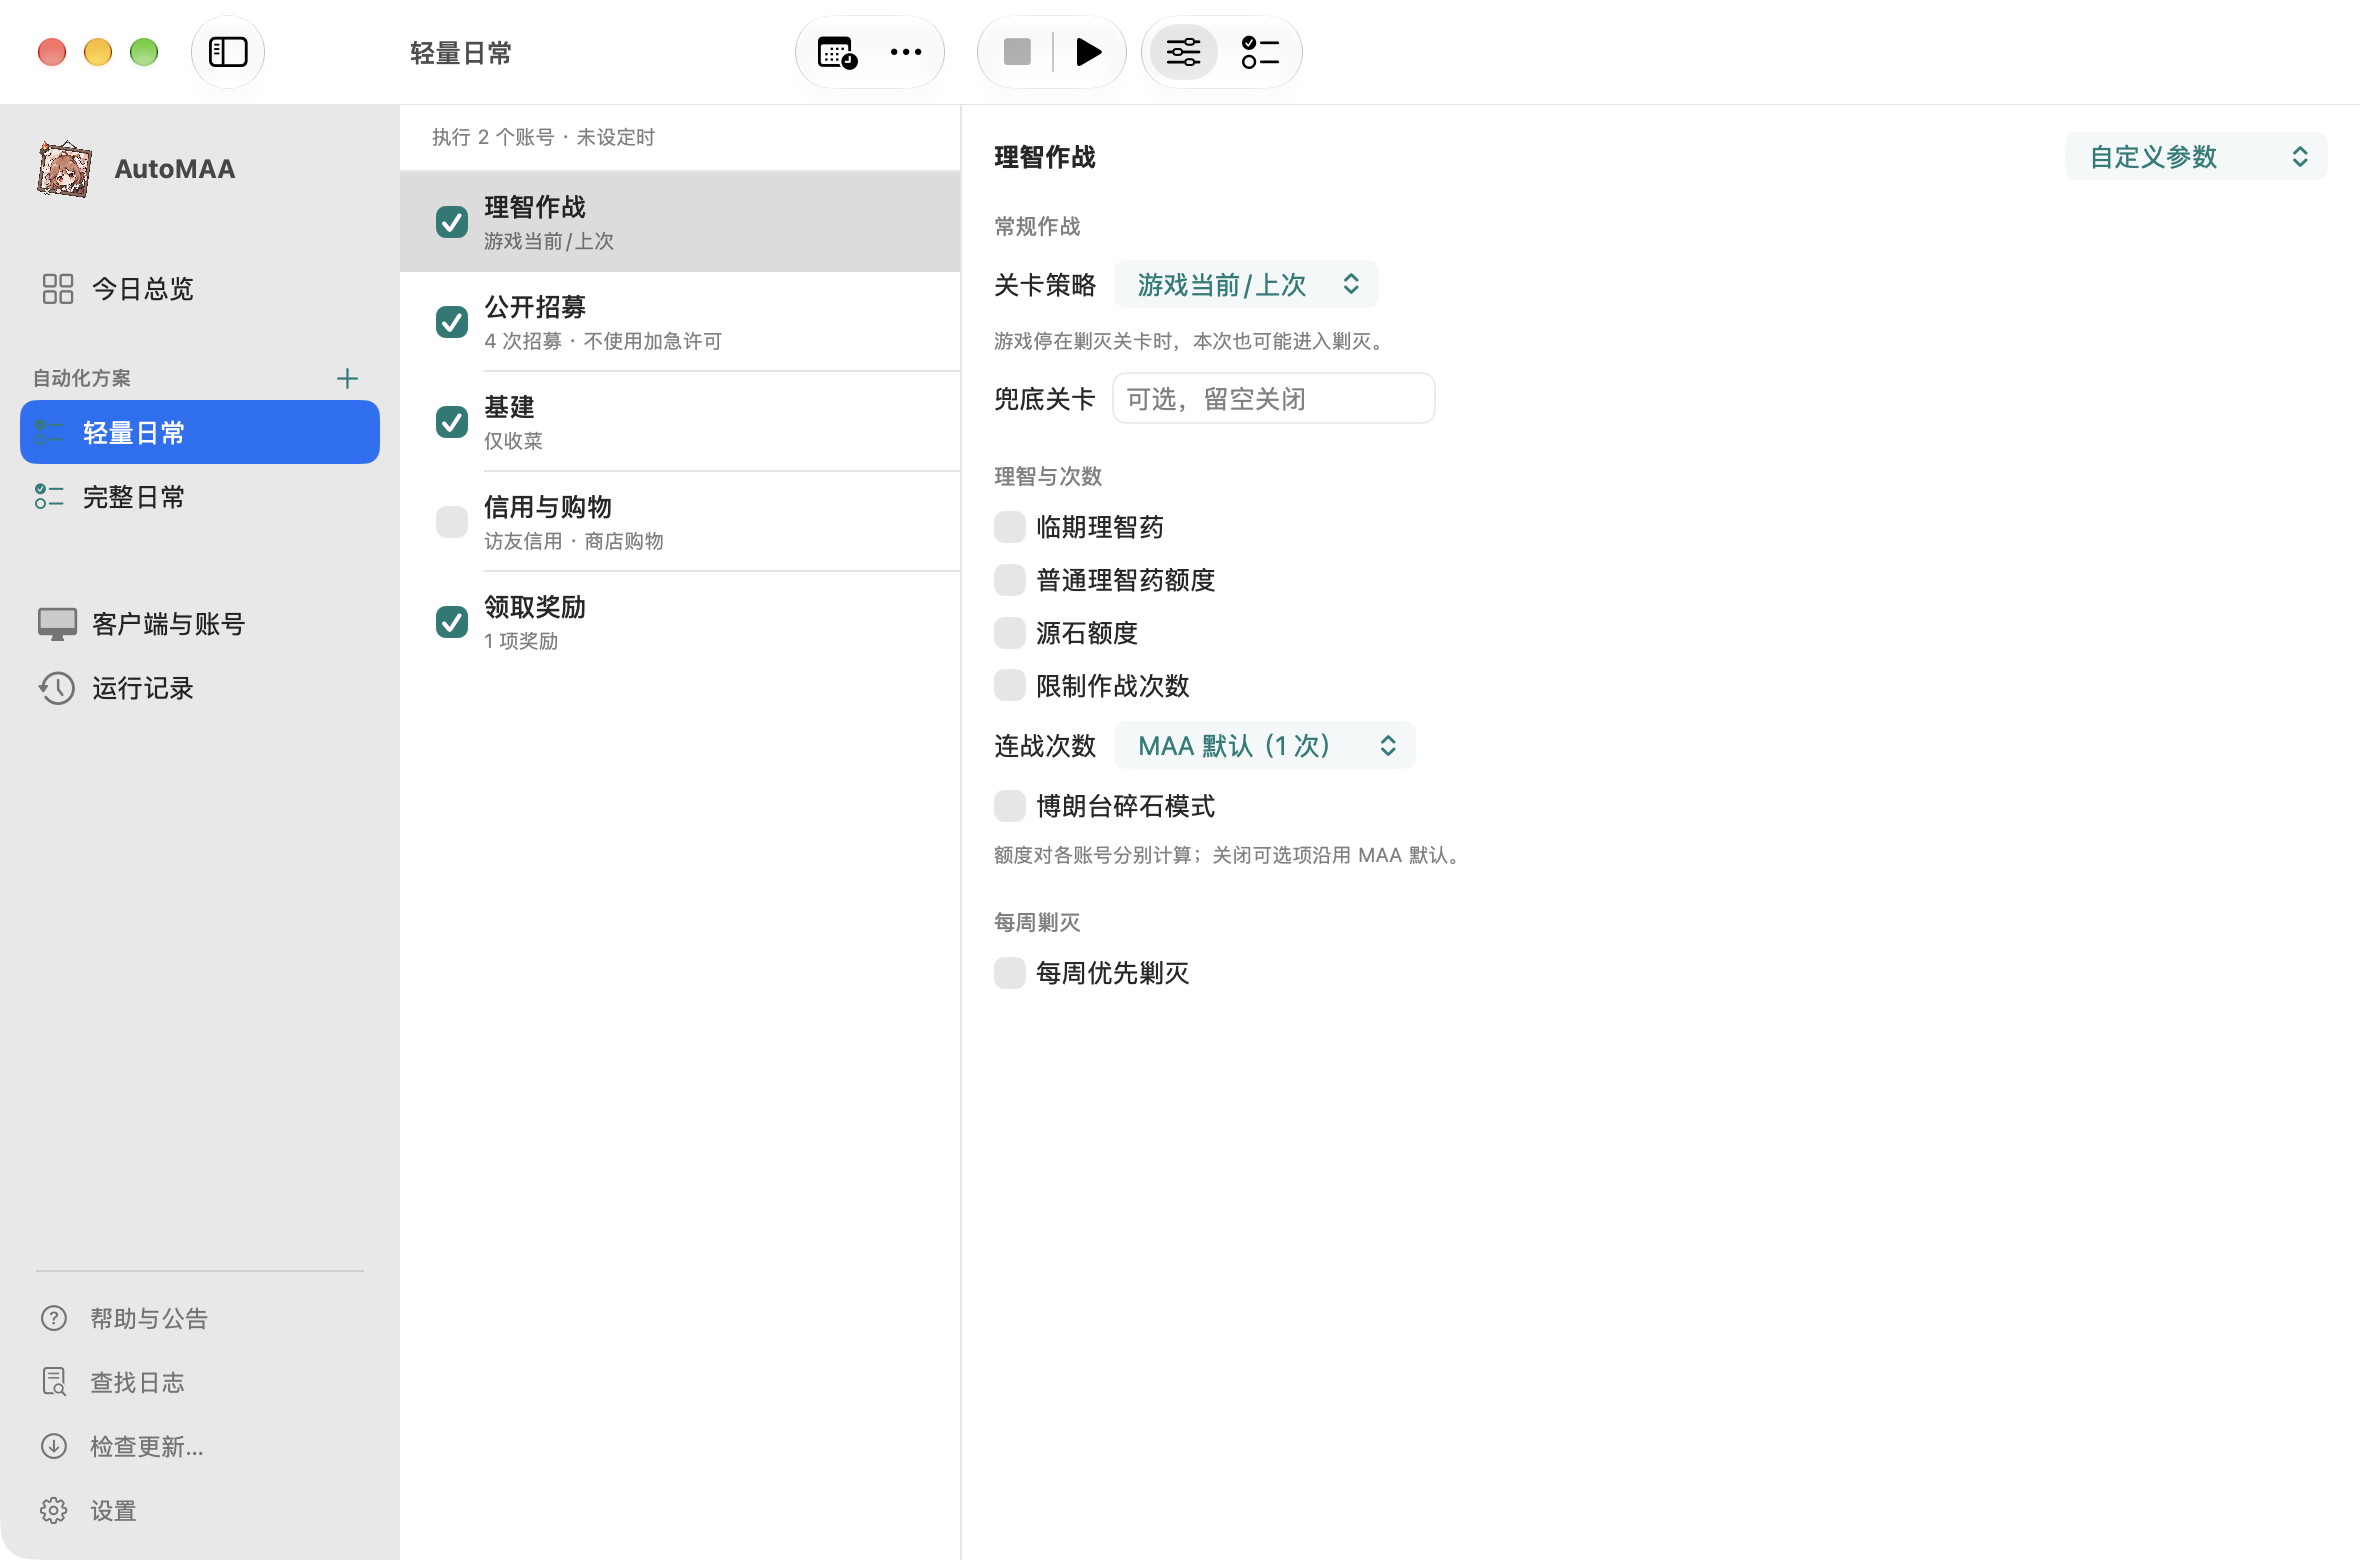 轻量日常
AutoMAA
今日总览
自动化方案
轻量日常
完整日常
客户端与账号
运行记录
帮助与公告
查找日志
检查更新...
设置
执行 2 个账号 · 未设定时
理智作战
游戏当前/上次
公开招募
4 次招募 · 不使用加急许可
基建
仅收菜
信用与购物
访友信用 · 商店购物
领取奖励
1 项奖励
理智作战
自定义参数
常规作战
关卡策略 游戏当前/上次
游戏停在剿灭关卡时，本次也可能进入剿灭。
兜底关卡 可选，留空关闭
理智与次数
临期理智药
普通理智药额度
源石额度
限制作战次数
连战次数 MAA 默认（1 次）
博朗台碎石模式
额度对各账号分别计算；关闭可选项沿用 MAA 默认。
每周剿灭
每周优先剿灭